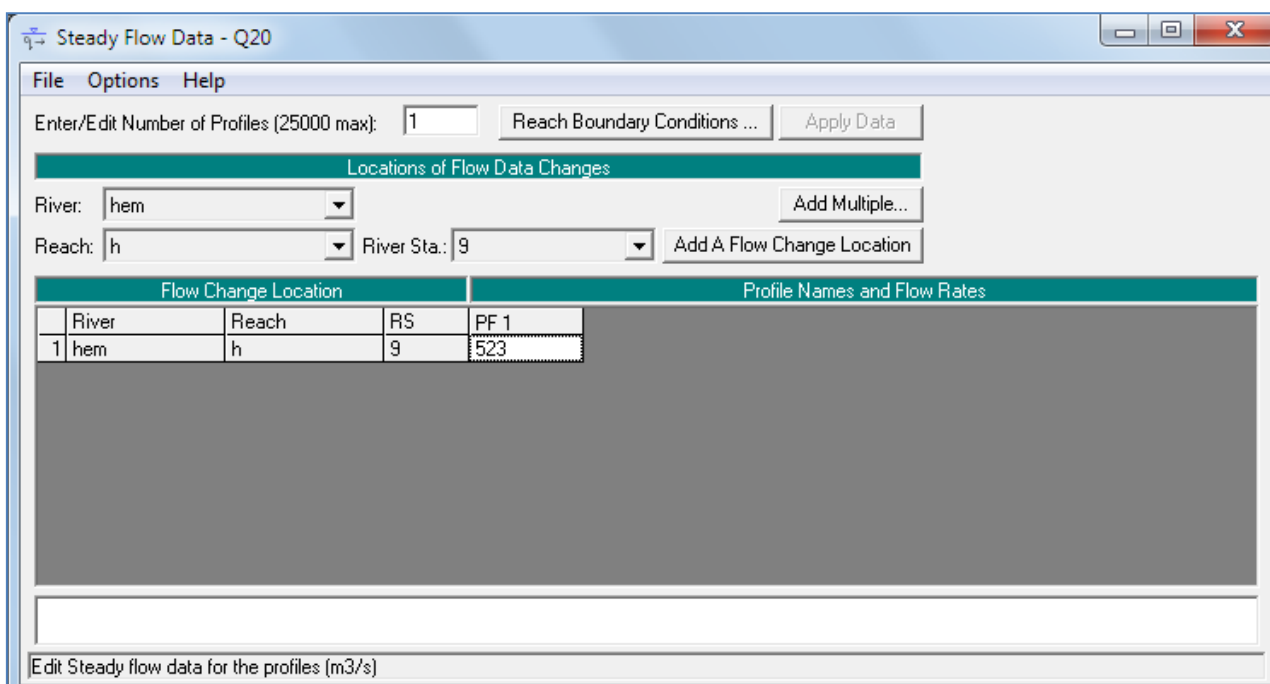 Steady Flow Data - Q20
File Options Help
Enter/Edit Number of Profiles (25000 max): 1 Reach Boundary Conditions ... Apply Data
Locations of Flow Data Changes
River: hem Add Multiple...
Reach: h River Sta.: 9 Add A Flow Change Location
Flow Change Location Profile Names and Flow Rates
River Reach RS PF 1
1 hem h 9 523
Edit Steady flow data for the profiles (m3/s)